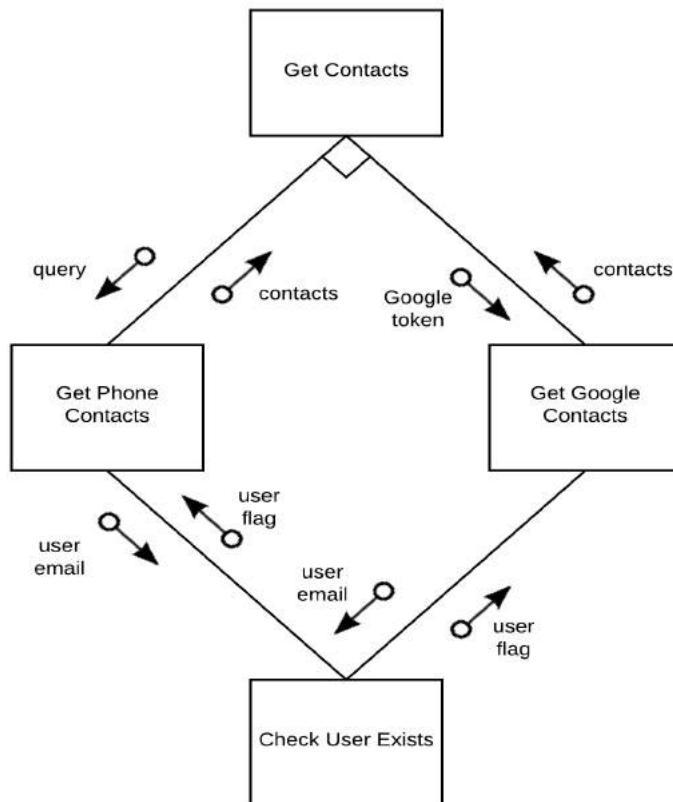 Get Contacts
query
contacts
Google
token
contacts
Get Phone
Contacts
Get Google
Contacts
user
email
user
flag
user
email
user
flag
Check User Exists